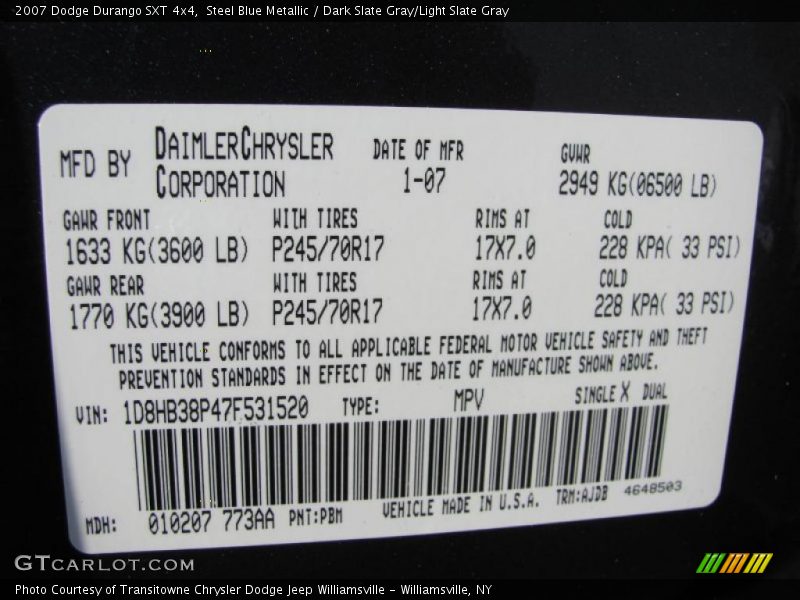 2007 Dodge Durango SXT 4x4,  Steel Blue Metallic / Dark Slate Gray/Light Slate Gray
MFD BY DAIMLERCHRYSLER CORPORATION DATE OF MFR 1-07 GVWR 2949 KG(06500 LB)
GAWR FRONT WITH TIRES RIMS AT COLD
1633 KG(3600 LB) P245/70R17 17X7.0 228 KPA( 33 PSI)
GAWR REAR WITH TIRES RIMS AT COLD
1770 KG(3900 LB) P245/70R17 17X7.0 228 KPA( 33 PSI)
THIS VEHICLE CONFORMS TO ALL APPLICABLE FEDERAL MOTOR VEHICLE SAFETY AND THEFT
PREVENTION STANDARDS IN EFFECT ON THE DATE OF MANUFACTURE SHOWN ABOVE.
VIN: 1D8HB38P47F531520 TYPE: MPV SINGLE X DUAL
MDH: 010207 773AA PNT:PBM VEHICLE MADE IN U.S.A. TRM:AJDB 4648503
GTCARLOT.COM
Photo Courtesy of Transitowne Chrysler Dodge Jeep Williamsville - Williamsville, NY